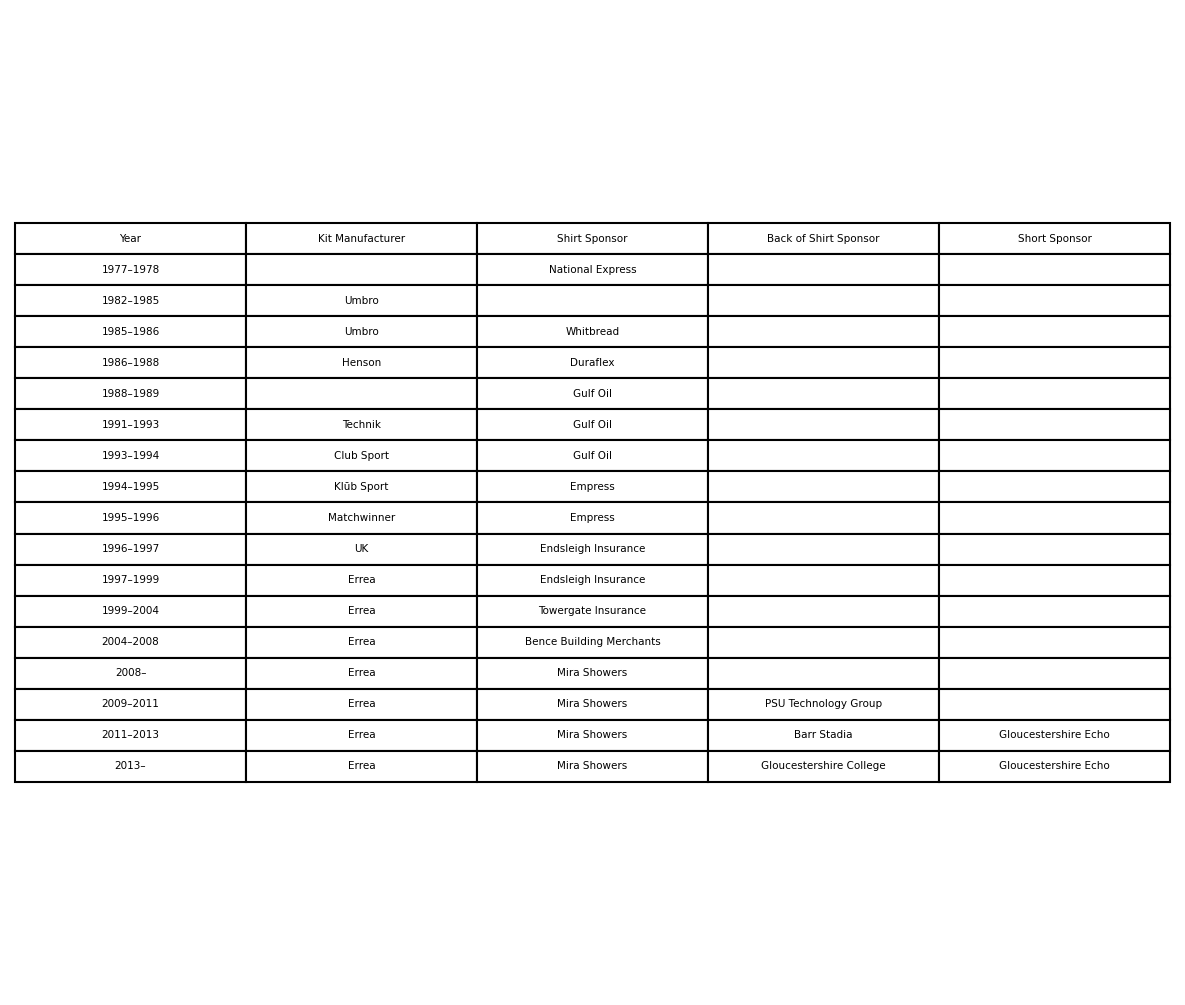 Year Kit Manufacturer Shirt Sponsor Back of Shirt Sponsor Short Sponsor
1977–1978 National Express
1982–1985 Umbro
1985–1986 Umbro Whitbread
1986–1988 Henson Duraflex
1988–1989 Gulf Oil
1991–1993 Technik Gulf Oil
1993–1994 Club Sport Gulf Oil
1994–1995 Klūb Sport Empress
1995–1996 Matchwinner Empress
1996–1997 UK Endsleigh Insurance
1997–1999 Errea Endsleigh Insurance
1999–2004 Errea Towergate Insurance
2004–2008 Errea Bence Building Merchants
2008– Errea Mira Showers
2009–2011 Errea Mira Showers PSU Technology Group
2011–2013 Errea Mira Showers Barr Stadia Gloucestershire Echo
2013– Errea Mira Showers Gloucestershire College Gloucestershire Echo